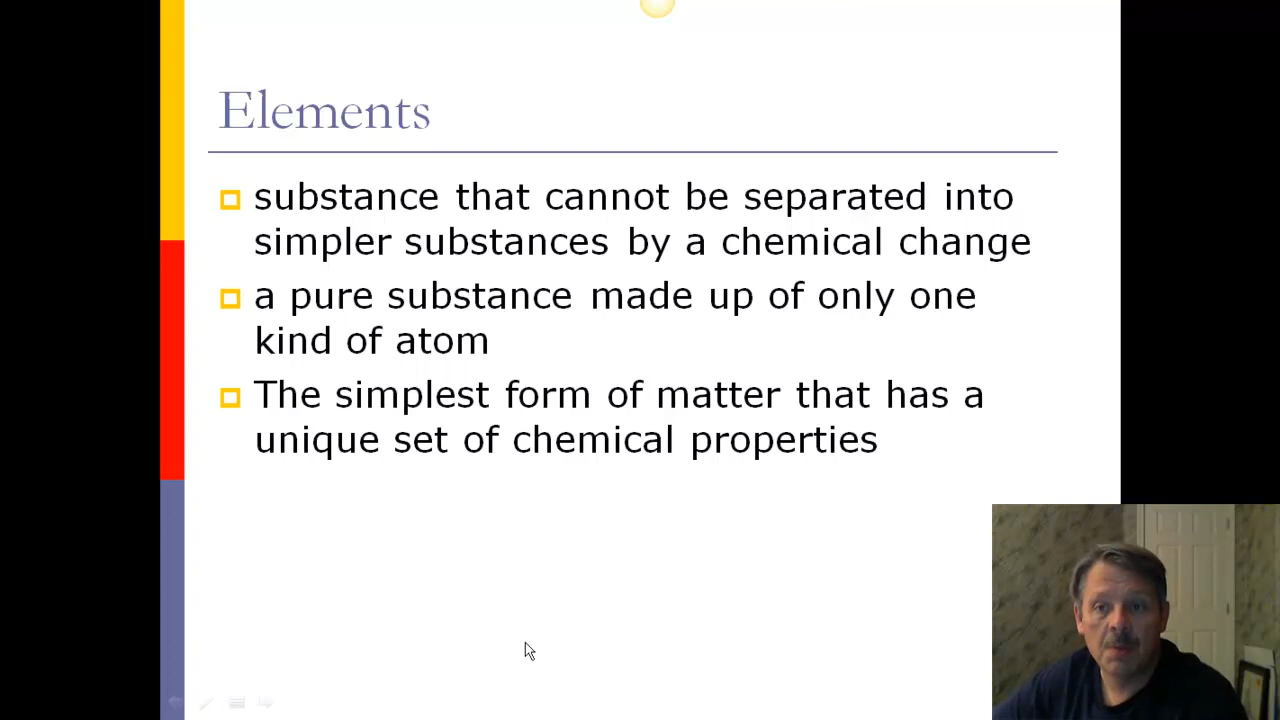 Elements
substance that cannot be separated into
simpler substances by a chemical change
a pure substance made up of only one
kind of atom
The simplest form of matter that has a
unique set of chemical properties